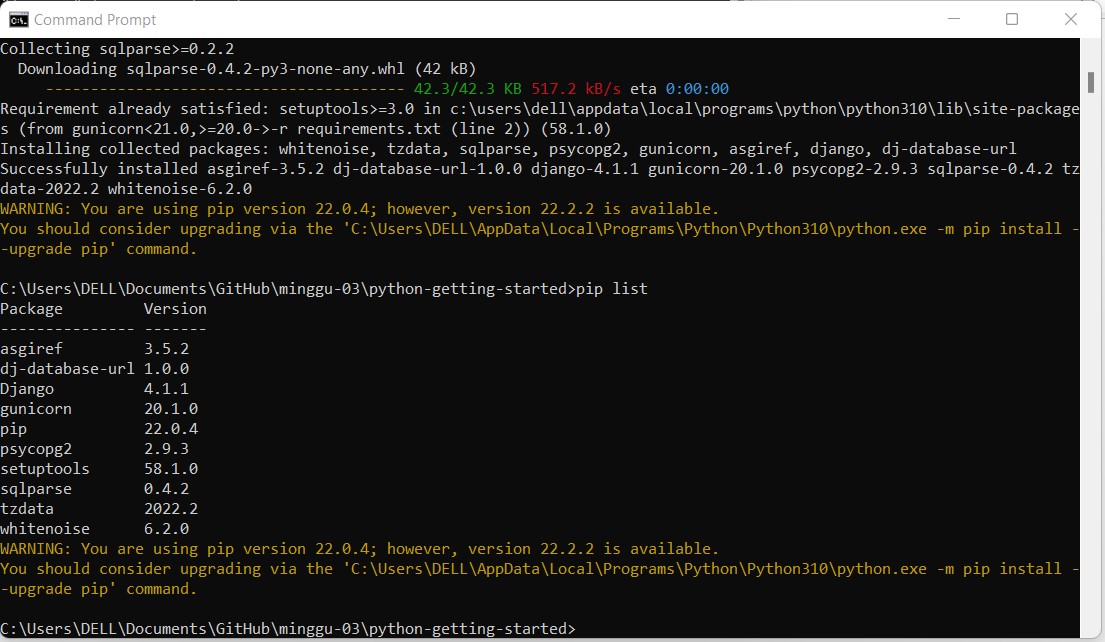 Command Prompt
Collecting sqlparse>=0.2.2
  Downloading sqlparse-0.4.2-py3-none-any.whl (42 kB)
     ---------------------------------------- 42.3/42.3 KB 517.2 kB/s eta 0:00:00
Requirement already satisfied: setuptools>=3.0 in c:\users\dell\appdata\local\programs\python\python310\lib\site-package
s (from gunicorn<21.0,>=20.0->-r requirements.txt (line 2)) (58.1.0)
Installing collected packages: whitenoise, tzdata, sqlparse, psycopg2, gunicorn, asgiref, django, dj-database-url
Successfully installed asgiref-3.5.2 dj-database-url-1.0.0 django-4.1.1 gunicorn-20.1.0 psycopg2-2.9.3 sqlparse-0.4.2 tz
data-2022.2 whitenoise-6.2.0
WARNING: You are using pip version 22.0.4; however, version 22.2.2 is available.
You should consider upgrading via the 'C:\Users\DELL\AppData\Local\Programs\Python\Python310\python.exe -m pip install -
-upgrade pip' command.

C:\Users\DELL\Documents\GitHub\minggu-03\python-getting-started>pip list
Package         Version
--------------- -------
asgiref         3.5.2
dj-database-url 1.0.0
Django          4.1.1
gunicorn        20.1.0
pip             22.0.4
psycopg2        2.9.3
setuptools      58.1.0
sqlparse        0.4.2
tzdata          2022.2
whitenoise      6.2.0
WARNING: You are using pip version 22.0.4; however, version 22.2.2 is available.
You should consider upgrading via the 'C:\Users\DELL\AppData\Local\Programs\Python\Python310\python.exe -m pip install -
-upgrade pip' command.

C:\Users\DELL\Documents\GitHub\minggu-03\python-getting-started>